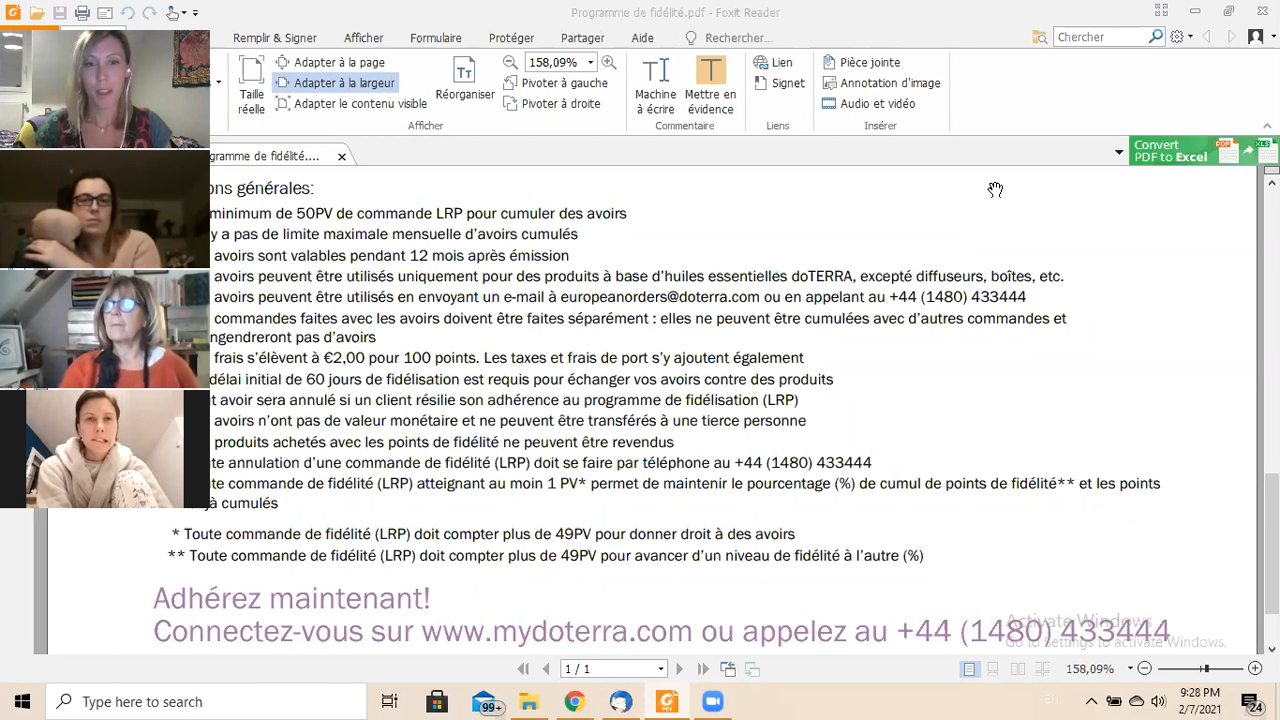 Programme de fidélité.pdf - Foxit Reader
Remplir & Signer Afficher Formulaire Protéger Partager Aide Rechercher... Chercher
Taille réelle
Adapter à la page
Adapter à la largeur
Adapter le contenu visible
Réorganiser
158,09%
Pivoter à gauche
Pivoter à droite
Machine à écrire
Mettre en évidence
Lien
Signet
Pièce jointe
Annotation d'image
Audio et vidéo
Afficher Commentaire Liens Insérer
ogramme de fidélité....
Convert
PDF to Excel
PDF
XLS
ons générales:
minimum de 50PV de commande LRP pour cumuler des avoirs
y a pas de limite maximale mensuelle d'avoirs cumulés
avoirs sont valables pendant 12 mois après émission
avoirs peuvent être utilisés uniquement pour des produits à base d'huiles essentielles doTERRA, excepté diffuseurs, boîtes, etc.
avoirs peuvent être utilisés en envoyant un e-mail à europeanorders@doterra.com ou en appelant au +44 (1480) 433444
commandes faites avec les avoirs doivent être faites séparément : elles ne peuvent être cumulées avec d'autres commandes et
ngendreront pas d'avoirs
frais s'élèvent à €2,00 pour 100 points. Les taxes et frais de port s'y ajoutent également
délai initial de 60 jours de fidélisation est requis pour échanger vos avoirs contre des produits
t avoir sera annulé si un client résilie son adhérence au programme de fidélisation (LRP)
avoirs n'ont pas de valeur monétaire et ne peuvent être transférés à une tierce personne
produits achetés avec les points de fidélité ne peuvent être revendus
ute annulation d'une commande de fidélité (LRP) doit se faire par téléphone au +44 (1480) 433444
ute commande de fidélité (LRP) atteignant au moin 1 PV* permet de maintenir le pourcentage (%) de cumul de points de fidélité** et les points
jà cumulés
* Toute commande de fidélité (LRP) doit compter plus de 49PV pour donner droit à des avoirs
** Toute commande de fidélité (LRP) doit compter plus de 49PV pour avancer d'un niveau de fidélité à l'autre (%)
Adhérez maintenant!
Connectez-vous sur www.mydoterra.com ou appelez au +44 (1480) 433444
Activate Windows
Go to Settings to activate Windows.
1 / 1
158,09%
Type here to search
99+
9:28 PM
2/7/2021
24